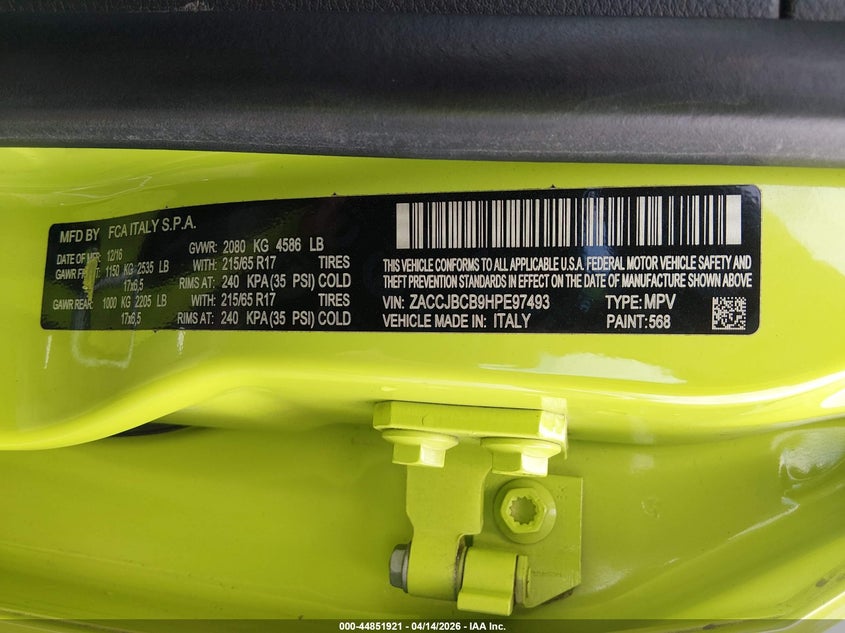 MFD BY FCA ITALY S.P.A.
DATE OF MFR 12/16 GVWR: 2080 KG 4586 LB
GAWR FRONT: 1150 KG 2535 LB WITH: 215/65 R17 TIRES
17x6,5 RIMS AT: 240 KPA(35 PSI) COLD
GAWR REAR: 1000 KG 2205 LB WITH: 215/65 R17 TIRES
17x6,5 RIMS AT: 240 KPA(35 PSI) COLD
THIS VEHICLE CONFORMS TO ALL APPLICABLE U.S.A. FEDERAL MOTOR VEHICLE SAFETY AND
THEFT PREVENTION STANDARDS IN EFFECT ON THE DATE OF MANUFACTURE SHOWN ABOVE
VIN: ZACCJBCB9HPE97493 TYPE: MPV
VEHICLE MADE IN: ITALY PAINT: 568
000-44851921 - 04/14/2026 - IAA Inc.